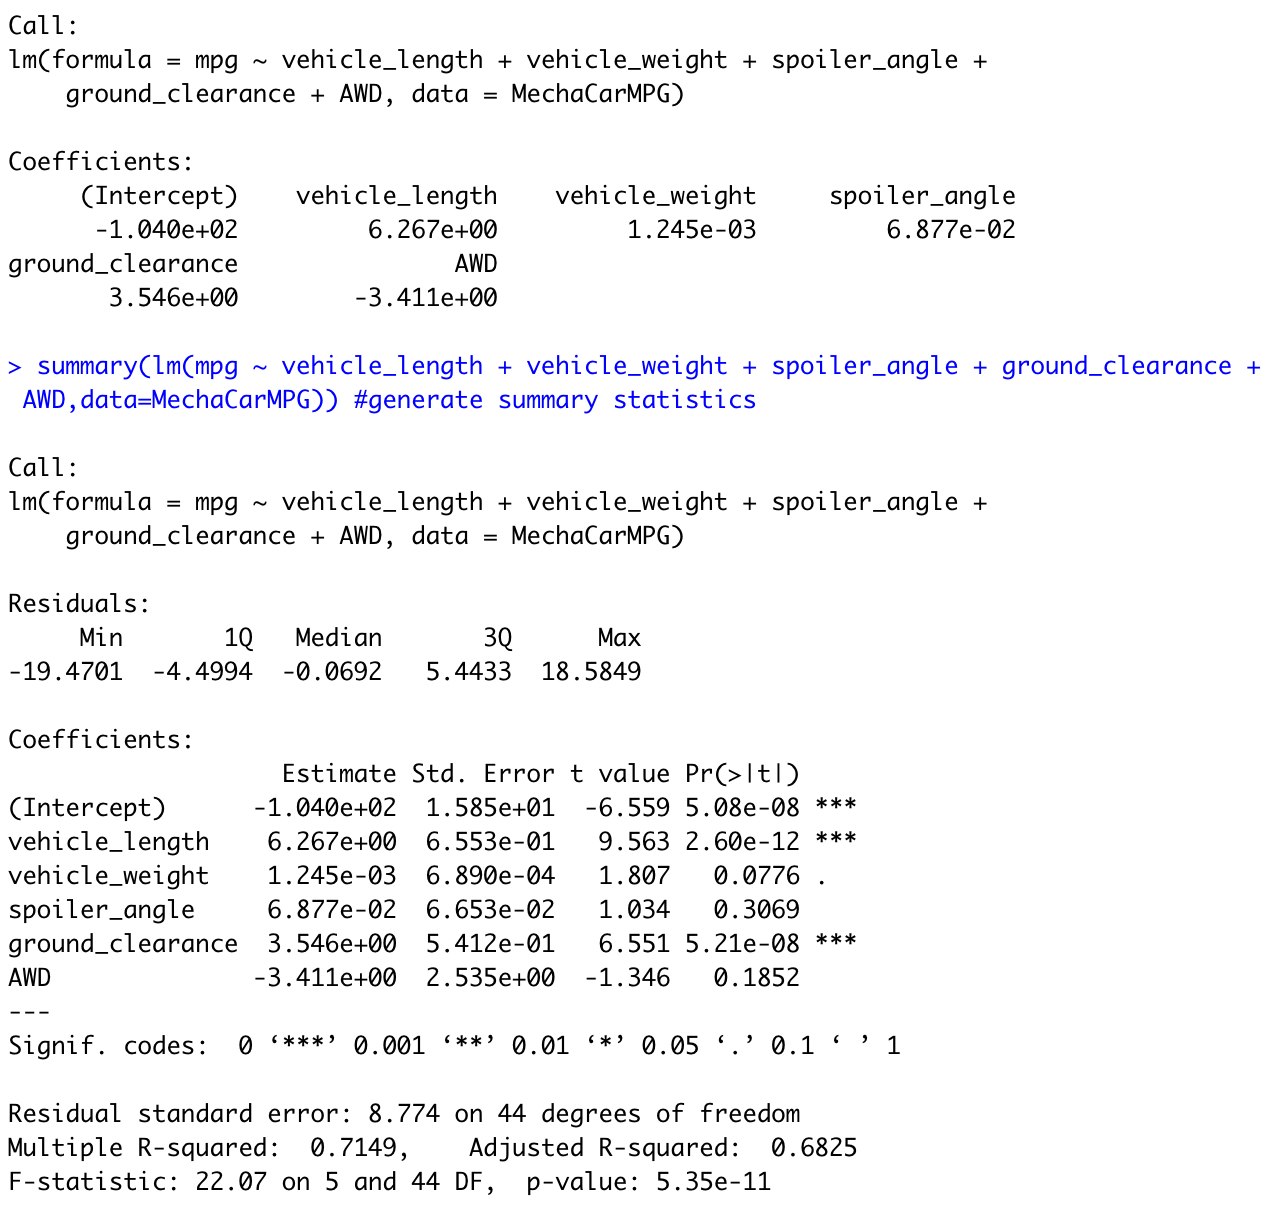 Call:
lm(formula = mpg ~ vehicle_length + vehicle_weight + spoiler_angle +
    ground_clearance + AWD, data = MechaCarMPG)

Coefficients:
     (Intercept)    vehicle_length    vehicle_weight     spoiler_angle
      -1.040e+02         6.267e+00         1.245e-03         6.877e-02
ground_clearance               AWD
       3.546e+00        -3.411e+00

> summary(lm(mpg ~ vehicle_length + vehicle_weight + spoiler_angle + ground_clearance +
 AWD,data=MechaCarMPG)) #generate summary statistics

Call:
lm(formula = mpg ~ vehicle_length + vehicle_weight + spoiler_angle +
    ground_clearance + AWD, data = MechaCarMPG)

Residuals:
     Min       1Q   Median       3Q      Max
-19.4701  -4.4994  -0.0692   5.4433  18.5849

Coefficients:
                   Estimate Std. Error t value Pr(>|t|)
(Intercept)      -1.040e+02  1.585e+01  -6.559 5.08e-08 ***
vehicle_length    6.267e+00  6.553e-01   9.563 2.60e-12 ***
vehicle_weight    1.245e-03  6.890e-04   1.807   0.0776 .
spoiler_angle     6.877e-02  6.653e-02   1.034   0.3069
ground_clearance  3.546e+00  5.412e-01   6.551 5.21e-08 ***
AWD              -3.411e+00  2.535e+00  -1.346   0.1852
---
Signif. codes:  0 ‘***’ 0.001 ‘**’ 0.01 ‘*’ 0.05 ‘.’ 0.1 ‘ ’ 1

Residual standard error: 8.774 on 44 degrees of freedom
Multiple R-squared:  0.7149,    Adjusted R-squared:  0.6825
F-statistic: 22.07 on 5 and 44 DF,  p-value: 5.35e-11